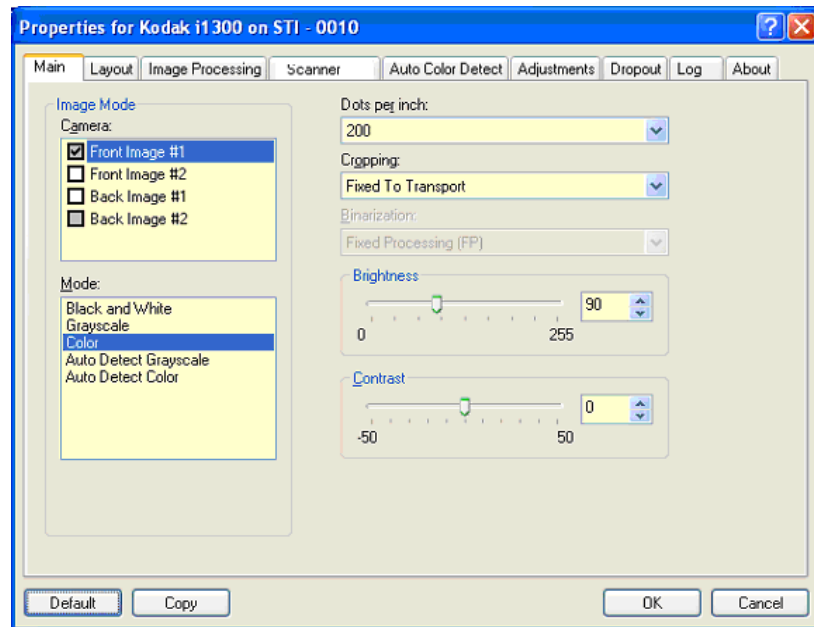 Properties for Kodak i1300 on STI - 0010
Main Layout Image Processing Scanner Auto Color Detect Adjustments Dropout Log About
Image Mode
Camera:
Front Image #1
Front Image #2
Back Image #1
Back Image #2
Mode:
Black and White
Grayscale
Color
Auto Detect Grayscale
Auto Detect Color
Dots per inch:
200
Cropping:
Fixed To Transport
Binarization:
Fixed Processing (FP)
Brightness
90
0 255
Contrast
0
-50 50
Default Copy OK Cancel